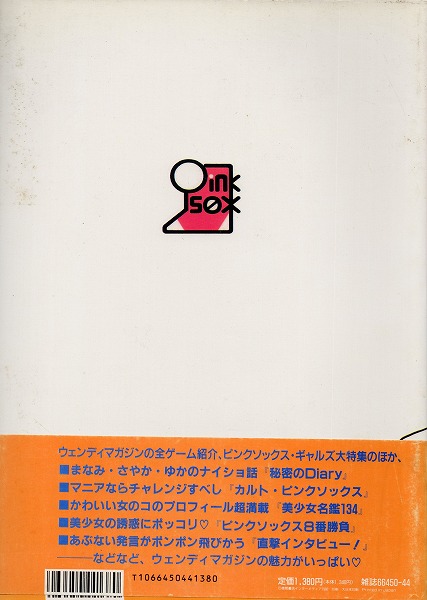 Pink
sox
ウェンディマガジンの全ゲーム紹介、ピンクソックス・ギャルズ大特集のほか、
■まなみ・さやか・ゆかのナイショ話『秘密のDiary』
■マニアならチャレンジすべし『カルト・ピンクソックス』
■かわいい女のコのプロフィール超満載『美少女名鑑134』
■美少女の誘惑にポッコリ♡『ピンクソックス8番勝負』
■あぶない発言がポンポン飛びかう『直撃インタビュー!』
――などなど、ウェンディマガジンの魅力がいっぱい♡
T1066450441380
定価1,380円
雑誌66450-44